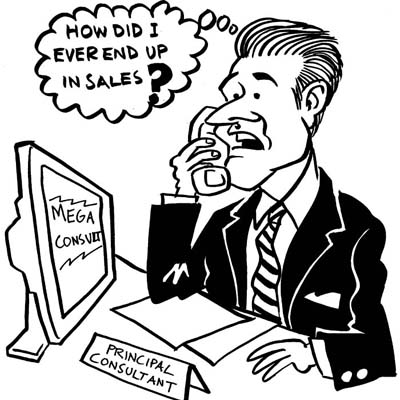 HOW DID I
EVER END UP
IN SALES?
MEGA
CONSULT
PRINCIPAL
CONSULTANT